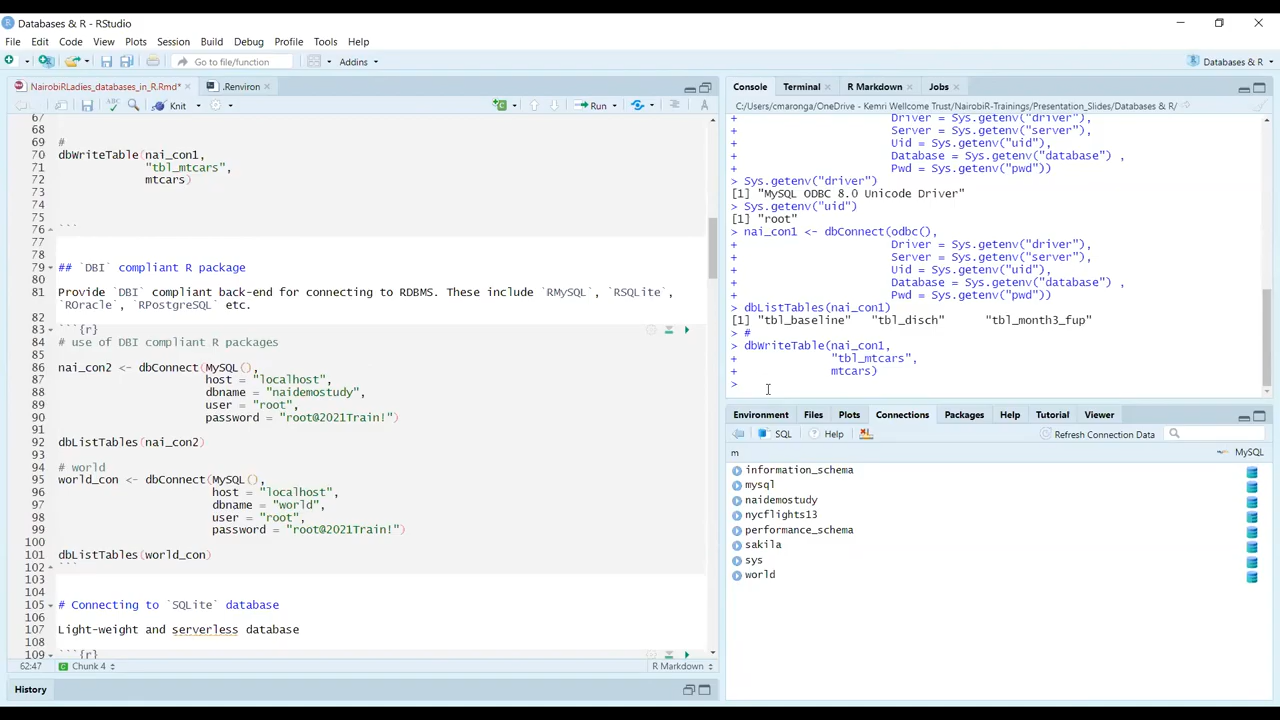 Databases & R - RStudio
File Edit Code View Plots Session Build Debug Profile Tools Help
Go to file/function Addins Databases & R
NairobiRLadies_databases_in_R.Rmd* .Renviron
Knit Run
67
68
69 #
70 dbWriteTable(nai_con1,
71 "tbl_mtcars",
72 mtcars)
73
74
75
76 ```
77
78
79 ## `DBI` compliant R package
80
81 Provide `DBI` compliant back-end for connecting to RDBMS. These include `RMySQL`, `RSQLite`,
`ROracle`, `RPostgreSQL` etc.
82
83 ```{r}
84 # use of DBI compliant R packages
85
86 nai_con2 <- dbConnect(MySQL(),
87 host = "localhost",
88 dbname = "naidemostudy",
89 user = "root",
90 password = "root@2021Train!")
91
92 dbListTables(nai_con2)
93
94 # world
95 world_con <- dbConnect(MySQL(),
96 host = "localhost",
97 dbname = "world",
98 user = "root",
99 password = "root@2021Train!")
100
101 dbListTables(world_con)
102 ```
103
104
105 # Connecting to `SQLite` database
106
107 Light-weight and serverless database
108
109 ```{r}
62:47 Chunk 4 R Markdown
History
Console Terminal R Markdown Jobs
C:/Users/cmaronga/OneDrive - Kemri Wellcome Trust/NairobiR-Trainings/Presentation_Slides/Databases & R/
+ Driver = Sys.getenv("driver"),
+ Server = Sys.getenv("server"),
+ Uid = Sys.getenv("uid"),
+ Database = Sys.getenv("database") ,
+ Pwd = Sys.getenv("pwd"))
> Sys.getenv("driver")
[1] "MySQL ODBC 8.0 Unicode Driver"
> Sys.getenv("uid")
[1] "root"
> nai_con1 <- dbConnect(odbc(),
+ Driver = Sys.getenv("driver"),
+ Server = Sys.getenv("server"),
+ Uid = Sys.getenv("uid"),
+ Database = Sys.getenv("database") ,
+ Pwd = Sys.getenv("pwd"))
> dbListTables(nai_con1)
[1] "tbl_baseline" "tbl_disch" "tbl_month3_fup"
> #
> dbWriteTable(nai_con1,
+ "tbl_mtcars",
+ mtcars)
>
Environment Files Plots Connections Packages Help Tutorial Viewer
SQL Help Refresh Connection Data
m MySQL
information_schema
mysql
naidemostudy
nycflights13
performance_schema
sakila
sys
world